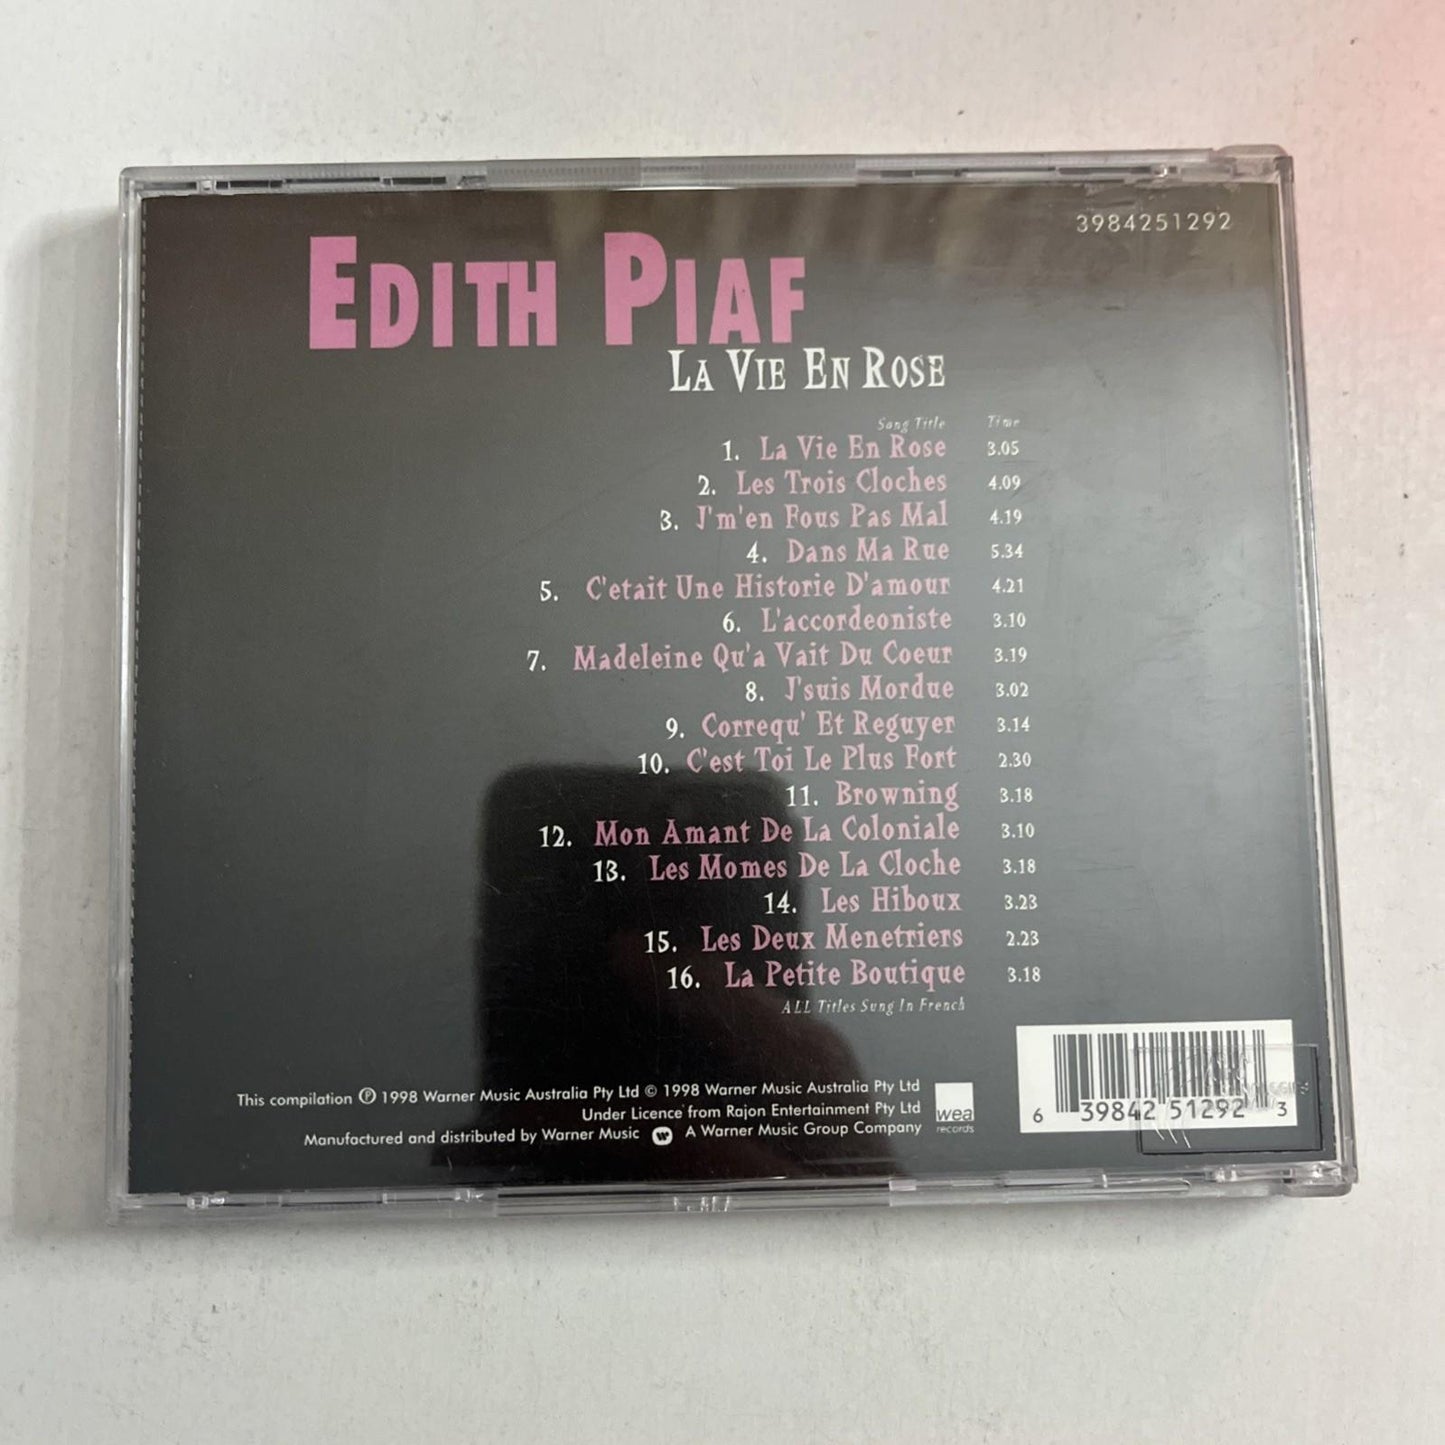 3984251292
EDITH PIAF
LA VIE EN ROSE
Song Title Time
1. La Vie En Rose 3.05
2. Les Trois Cloches 4.09
3. J'm'en Fous Pas Mal 4.19
4. Dans Ma Rue 5.34
5. C'etait Une Historie D'amour 4.21
6. L'accordeoniste 3.10
7. Madeleine Qu'a Vait Du Coeur 3.19
8. J'suis Mordue 3.02
9. Correqu' Et Reguyer 3.14
10. C'est Toi Le Plus Fort 2.30
11. Browning 3.18
12. Mon Amant De La Coloniale 3.10
13. Les Momes De La Cloche 3.18
14. Les Hiboux 3.23
15. Les Deux Menetriers 2.23
16. La Petite Boutique 3.18
ALL Titles Sung In French
This compilation ℗ 1998 Warner Music Australia Pty Ltd © 1998 Warner Music Australia Pty Ltd
Under Licence from Rajon Entertainment Pty Ltd
Manufactured and distributed by Warner Music A Warner Music Group Company
wea
records
6 39842 51292 3